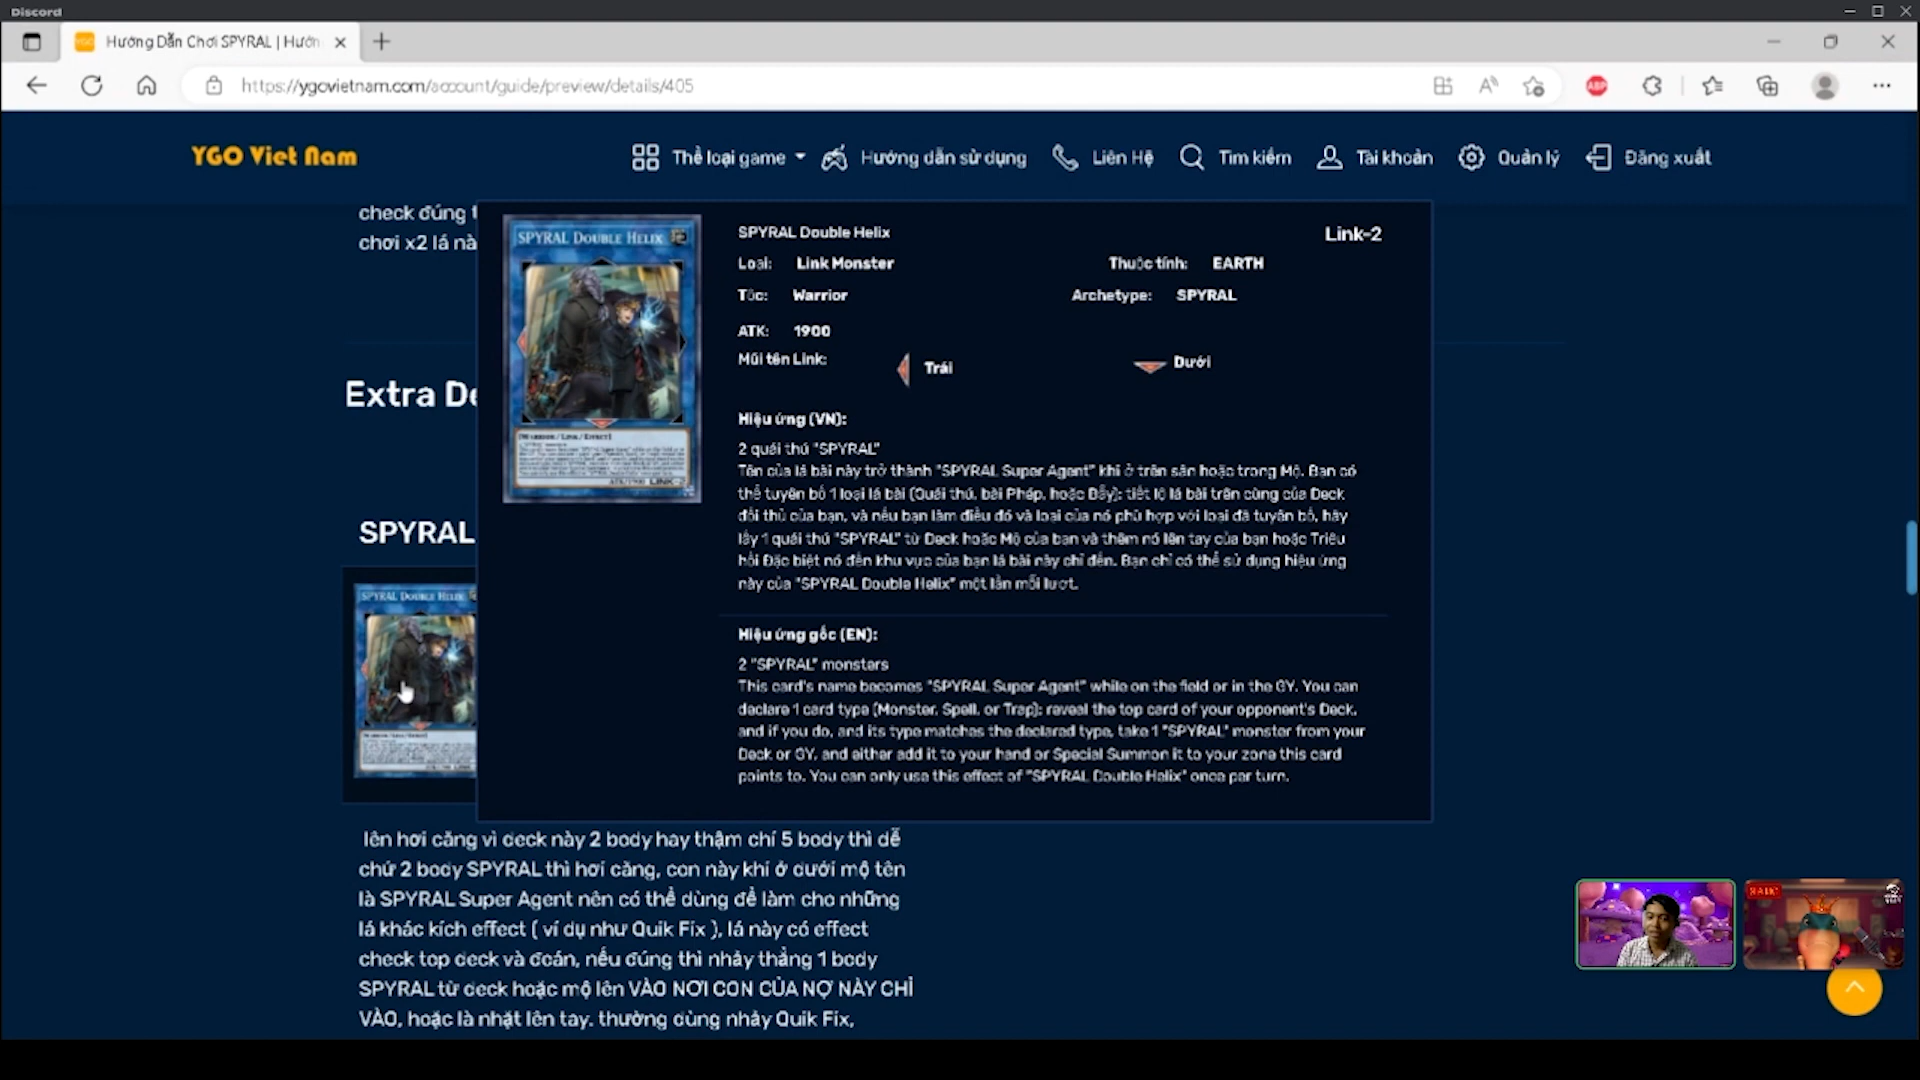 Discord
Hướng Dẫn Chơi SPYRAL | Hướn
https://ygovietnam.com/account/guide/preview/details/405
ABP
YGO Viet Nam
Thể loại game
Hướng dẫn sử dụng
Liên Hệ
Tìm kiếm
Tài khoản
Quản lý
Đăng xuất
check đúng t
chơi x2 lá nà
Extra De
SPYRAL
SPYRAL DOUBLE HELIX
SPYRAL DOUBLE HELIX
[WARRIOR/LINK/EFFECT]
ATK/1900 LINK-2
SPYRAL Double Helix
Link-2
Loại: Link Monster
Thuộc tính: EARTH
Tộc: Warrior
Archetype: SPYRAL
ATK: 1900
Mũi tên Link:
Trái
Dưới
Hiệu ứng (VN):
2 quái thú "SPYRAL"
Tên của lá bài này trở thành "SPYRAL Super Agent" khi ở trên sân hoặc trong Mộ. Bạn có
thể tuyên bố 1 loại lá bài (Quái thú, bài Phép, hoặc Bẫy); tiết lộ lá bài trên cùng của Deck
đối thủ của bạn, và nếu bạn làm điều đó và loại của nó phù hợp với loại đã tuyên bố, hãy
lấy 1 quái thú "SPYRAL" từ Deck hoặc Mộ của bạn và thêm nó lên tay của bạn hoặc Triệu
hồi Đặc biệt nó đến khu vực của bạn lá bài này chỉ đến. Bạn chỉ có thể sử dụng hiệu ứng
này của "SPYRAL Double Helix" một lần mỗi lượt.
Hiệu ứng gốc (EN):
2 "SPYRAL" monsters
This card's name becomes "SPYRAL Super Agent" while on the field or in the GY. You can
declare 1 card type (Monster, Spell, or Trap); reveal the top card of your opponent's Deck,
and if you do, and its type matches the declared type, take 1 "SPYRAL" monster from your
Deck or GY, and either add it to your hand or Special Summon it to your zone this card
points to. You can only use this effect of "SPYRAL Double Helix" once per turn.
lên hơi căng vì deck này 2 body hay thậm chí 5 body thì dễ
chứ 2 body SPYRAL thì hơi căng, con này khi ở dưới mộ tên
là SPYRAL Super Agent nên có thể dùng để làm cho những
lá khác kích effect ( ví dụ như Quik Fix ), lá này có effect
check top deck và đoán, nếu đúng thì nhảy thẳng 1 body
SPYRAL từ deck hoặc mộ lên VÀO NƠI CON CỦA NỢ NÀY CHỈ
VÀO, hoặc là nhặt lên tay. thường dùng nhảy Quik Fix,